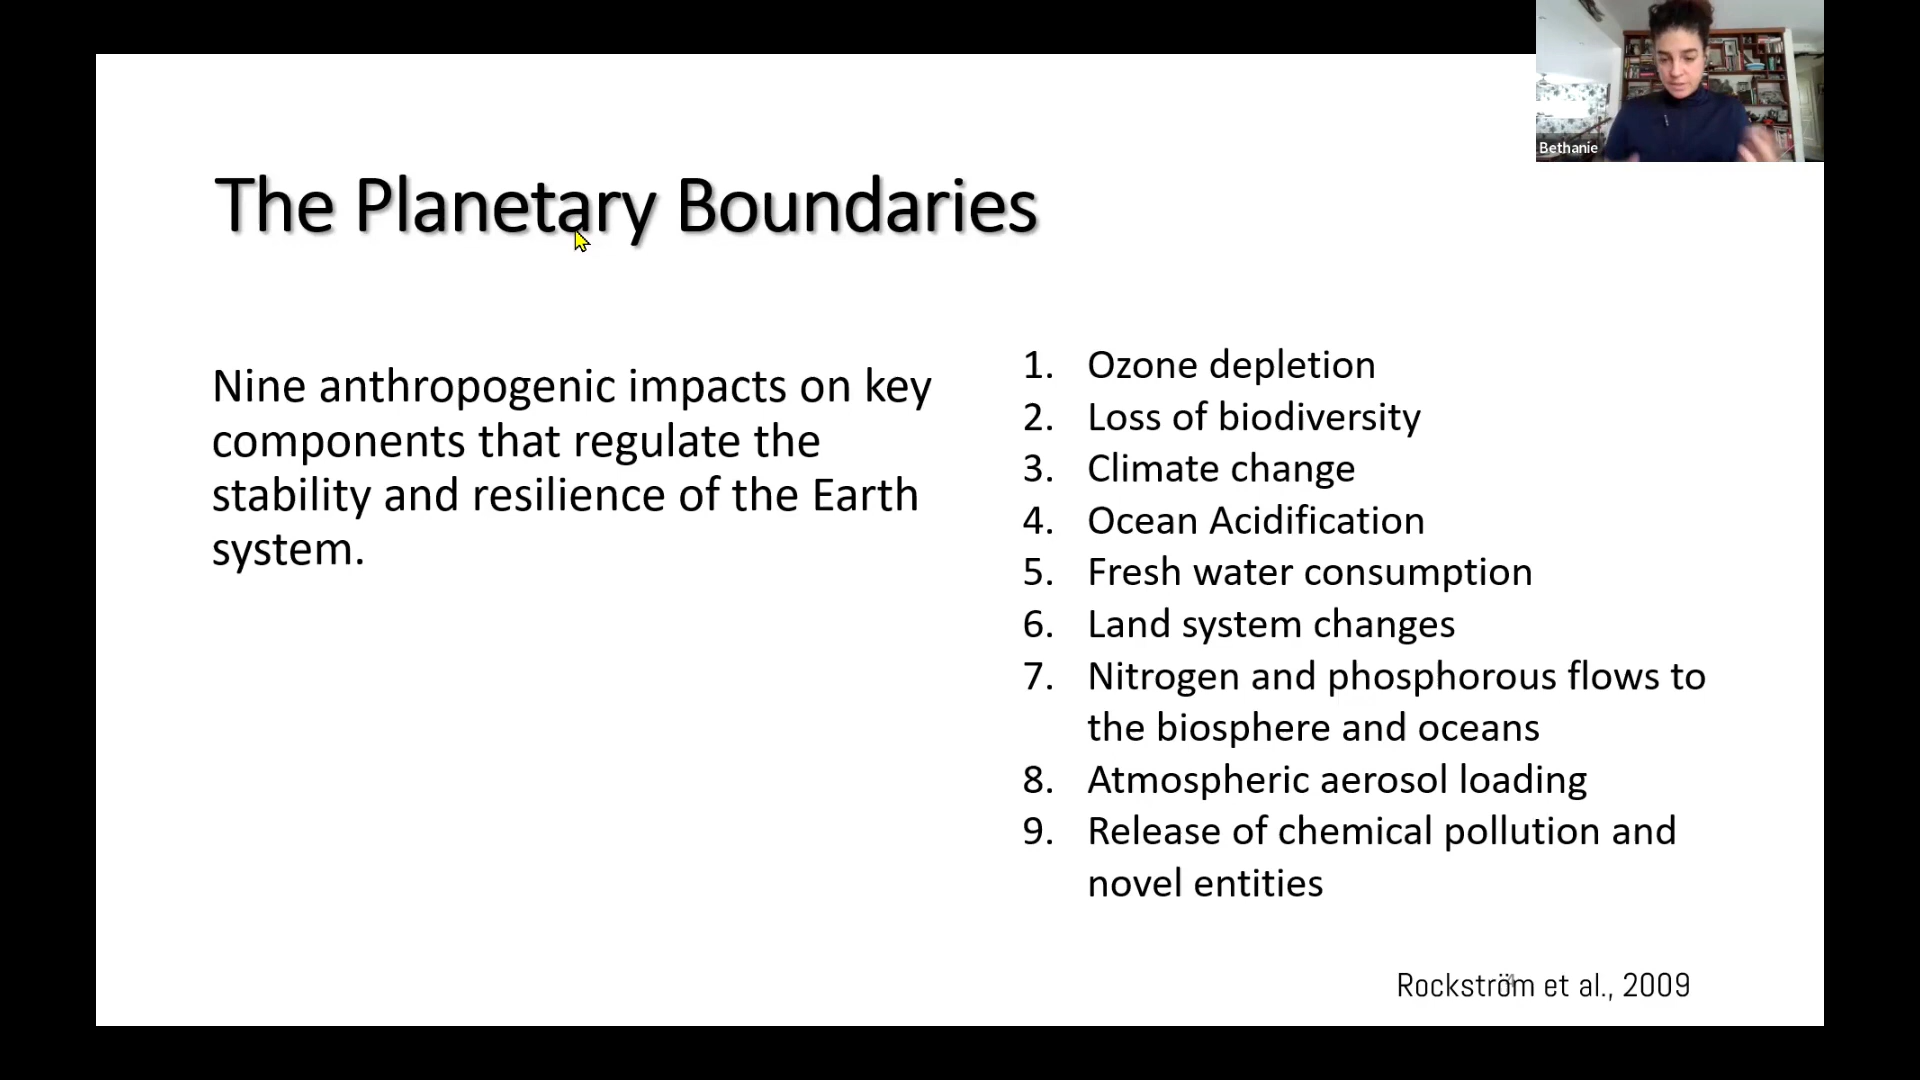 Bethanie
The Planetary Boundaries
Nine anthropogenic impacts on key
components that regulate the
stability and resilience of the Earth
system.
1. Ozone depletion
2. Loss of biodiversity
3. Climate change
4. Ocean Acidification
5. Fresh water consumption
6. Land system changes
7. Nitrogen and phosphorous flows to
the biosphere and oceans
8. Atmospheric aerosol loading
9. Release of chemical pollution and
novel entities
Rockström et al., 2009